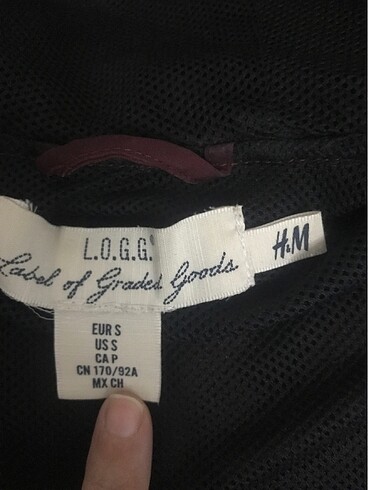 L.O.G.G.
Label of Graded Goods
H&M
EUR S
US S
CA P
CN 170/92A
MX CH